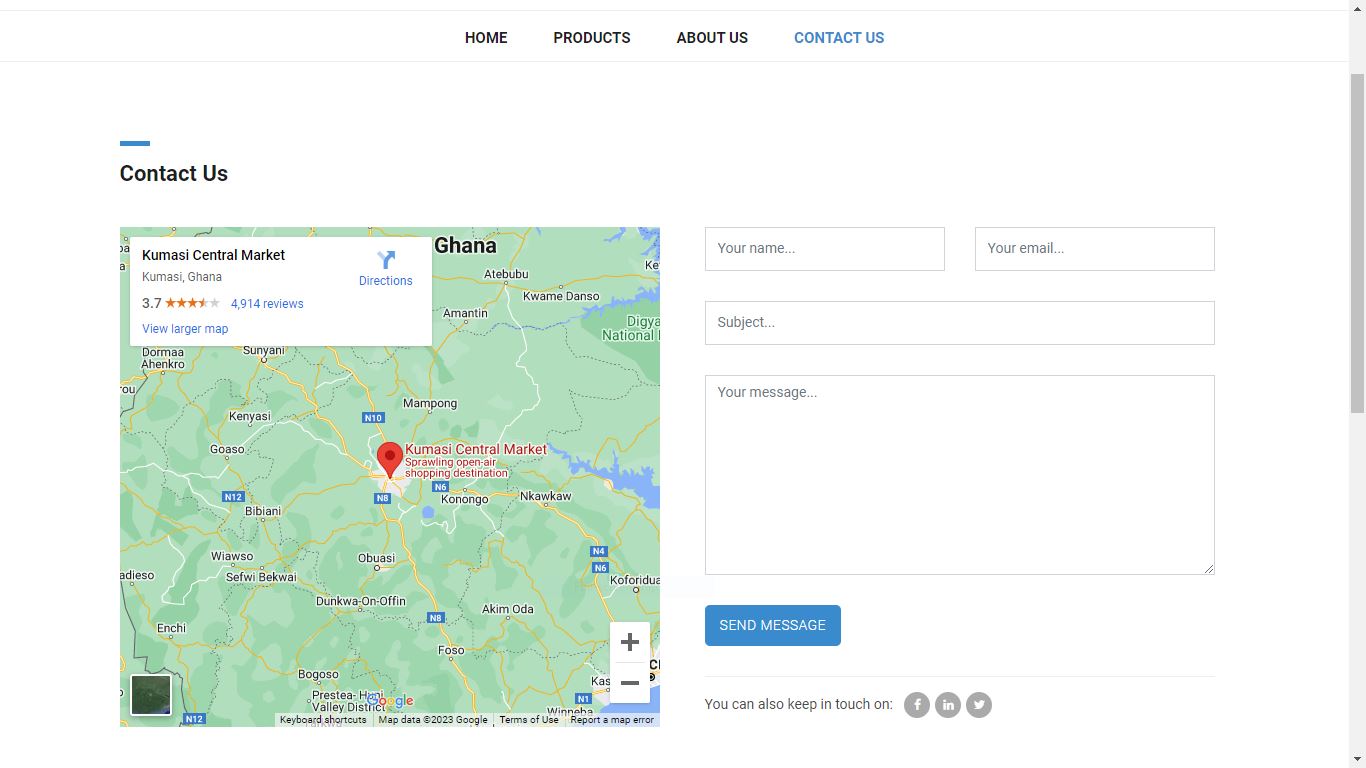 HOME PRODUCTS ABOUT US CONTACT US
Contact Us
Kumasi Central Market
Kumasi, Ghana
3.7 4,914 reviews
View larger map
Directions
Ghana
Atebubu
Kwame Danso
Amantin
Digya
National
Dormaa
Ahenkro
Sunyani
Mampong
N10
Kenyasi
Goaso
Kumasi Central Market
Sprawling open-air
shopping destination
N6
N8
Konongo
Nkawkaw
N12
Bibiani
Wiawso
Obuasi
N4
N6
Sefwi Bekwai
adieso
Koforidua
Dunkwa-On-Offin
N8
Akim Oda
Enchi
Foso
Bogoso
Prestea-Huni
Valley District
Google
Kas
N1
Winneba
N12
Keyboard shortcuts Map data ©2023 Google Terms of Use Report a map error
Your name...
Your email...
Subject...
Your message...
SEND MESSAGE
You can also keep in touch on: